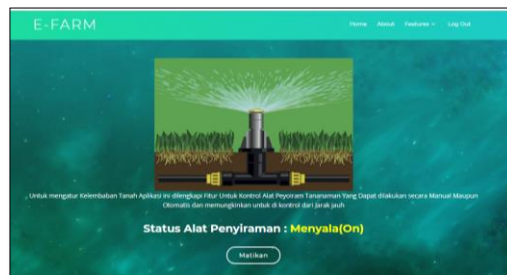 E-FARM
Home About Features Log Out
Untuk mengatur Kelembaban Tanah Aplikasi ini dilengkapi Fitur Untuk Kontrol Alat Peyoram Tananaman Yang Dapat dilakukan secara Manual Maupun
Otomatis dan memungkinkan untuk di kontrol dari Jarak jauh
Status Alat Penyiraman : Menyala(On)
Matikan